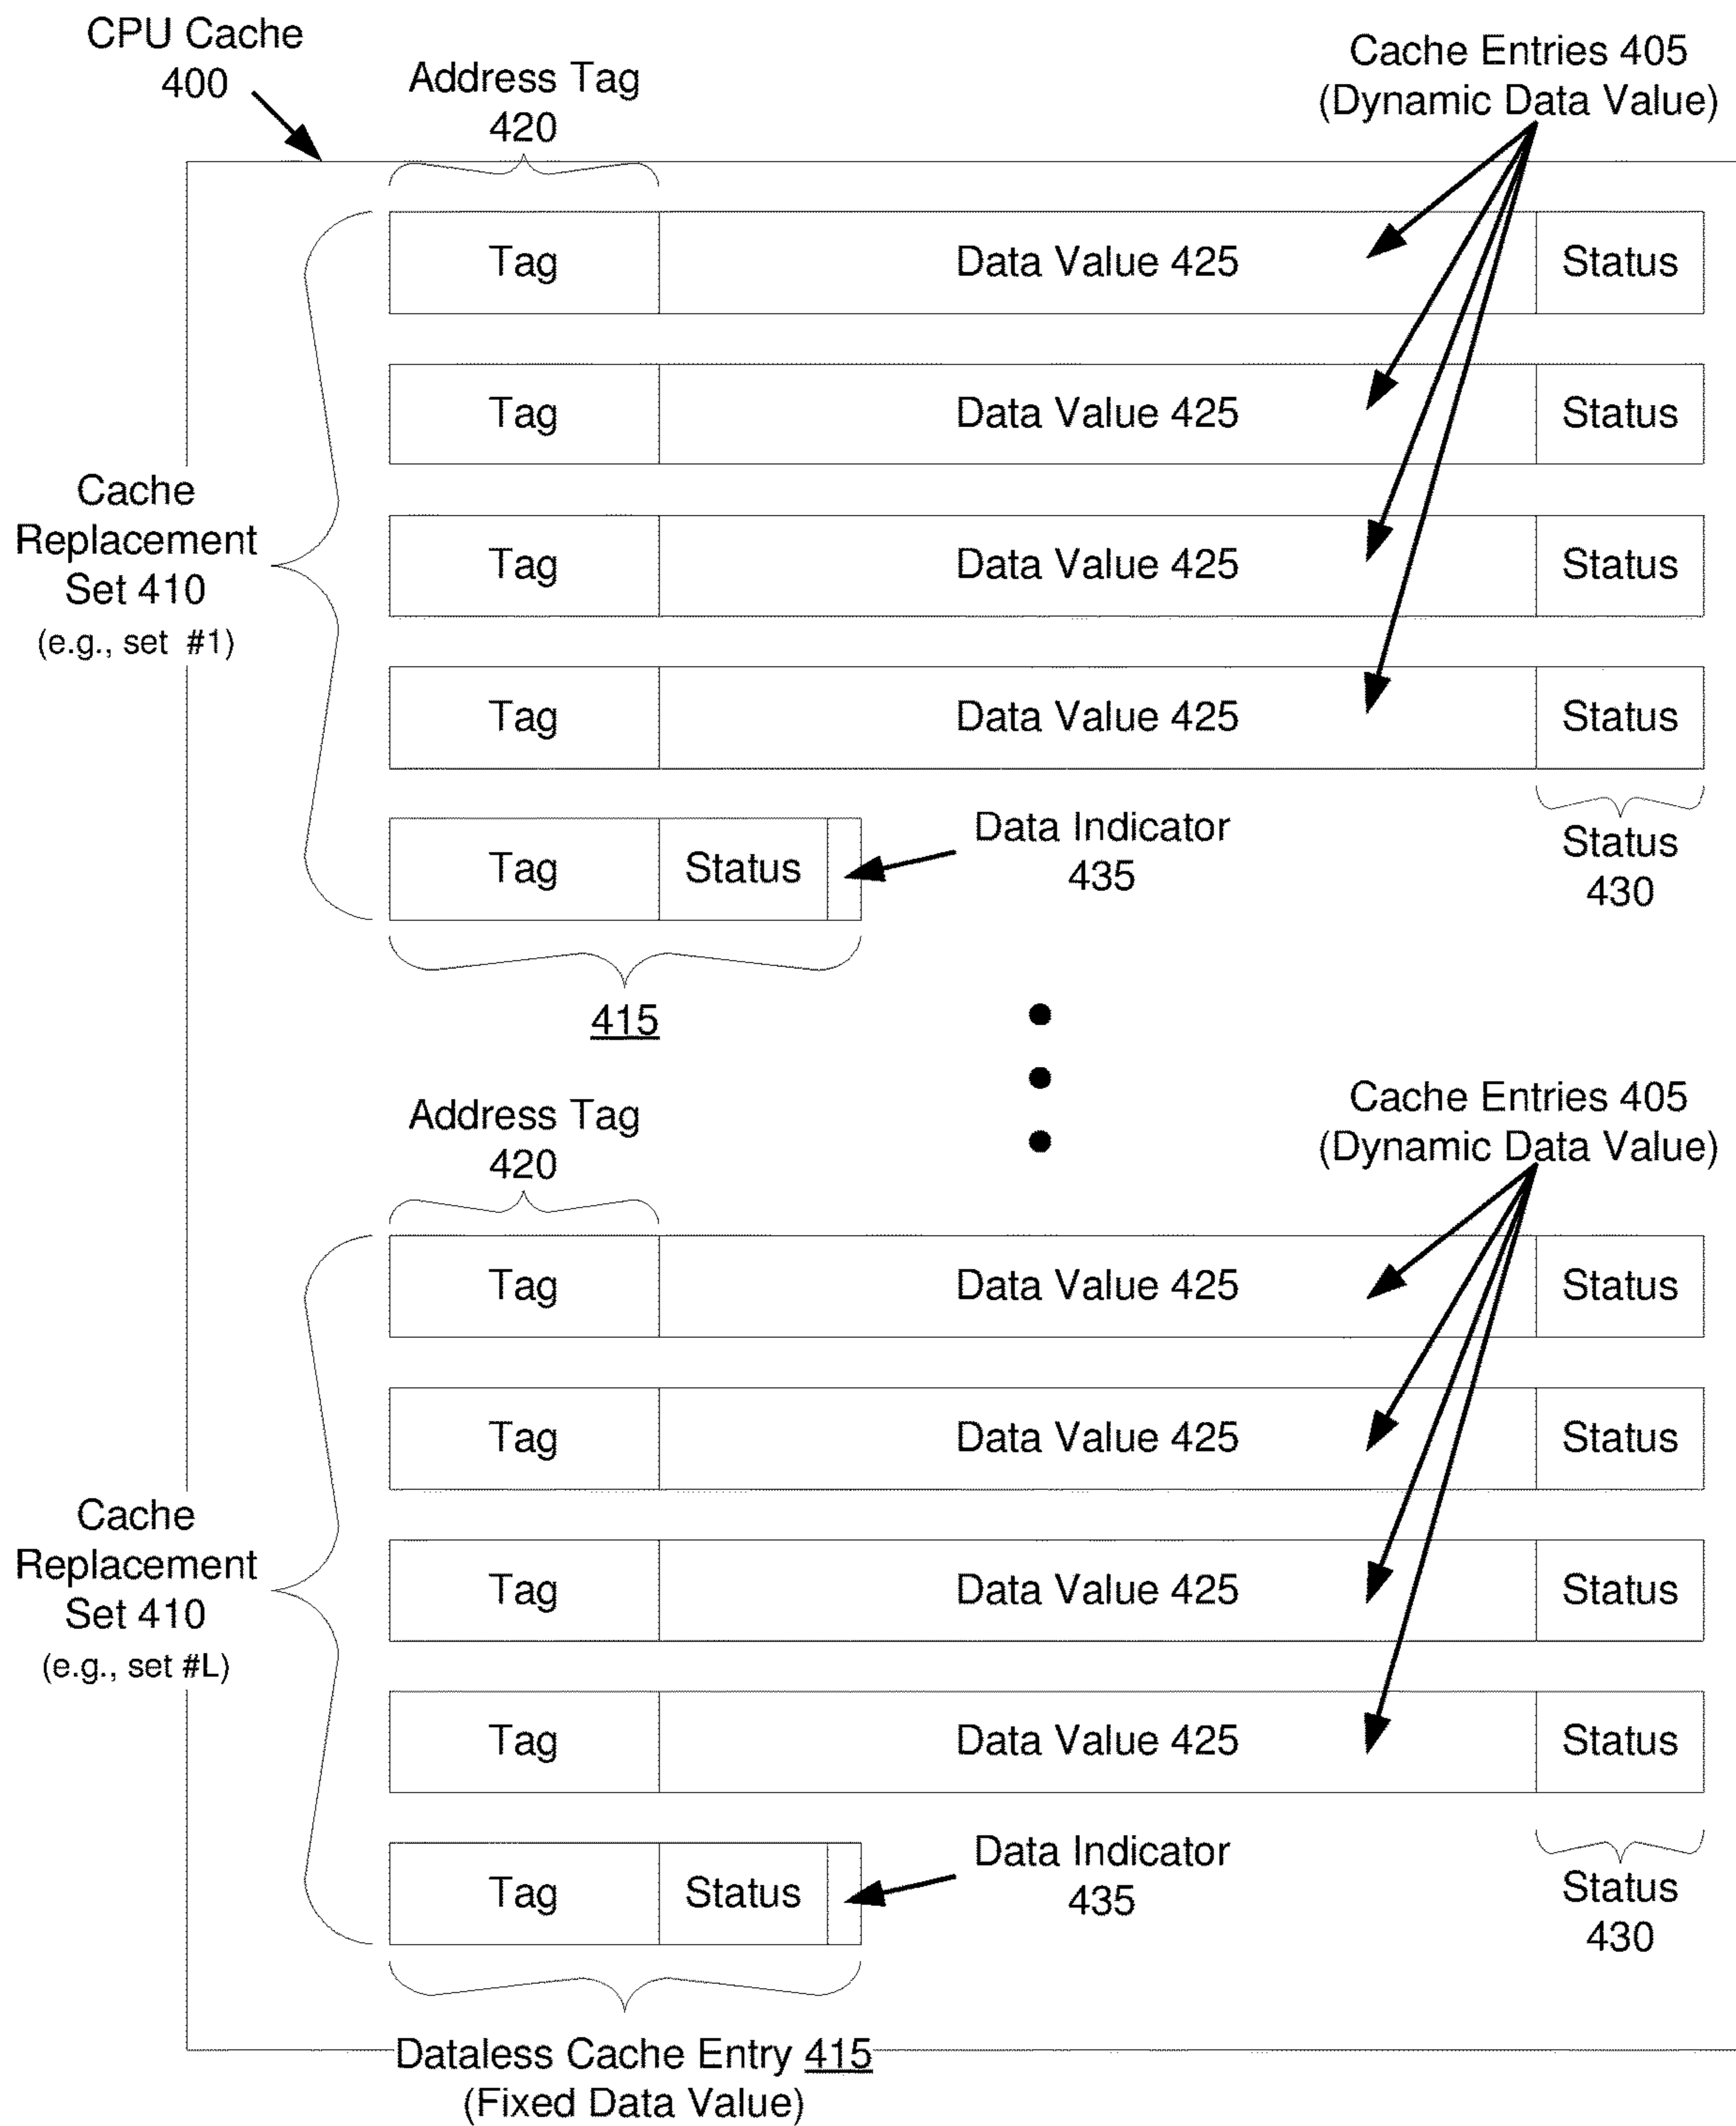 CPU Cache
400
Address Tag
420
Cache Entries 405
(Dynamic Data Value)
Tag
Data Value 425
Status
Tag
Data Value 425
Status
Cache
Replacement
Set 410
(e.g., set #1)
Tag
Data Value 425
Status
Tag
Data Value 425
Status
Tag
Status
Data Indicator
435
Status
430
415
Address Tag
420
Cache Entries 405
(Dynamic Data Value)
Tag
Data Value 425
Status
Tag
Data Value 425
Status
Cache
Replacement
Set 410
(e.g., set #L)
Tag
Data Value 425
Status
Tag
Data Value 425
Status
Tag
Status
Data Indicator
435
Status
430
Dataless Cache Entry 415
(Fixed Data Value)